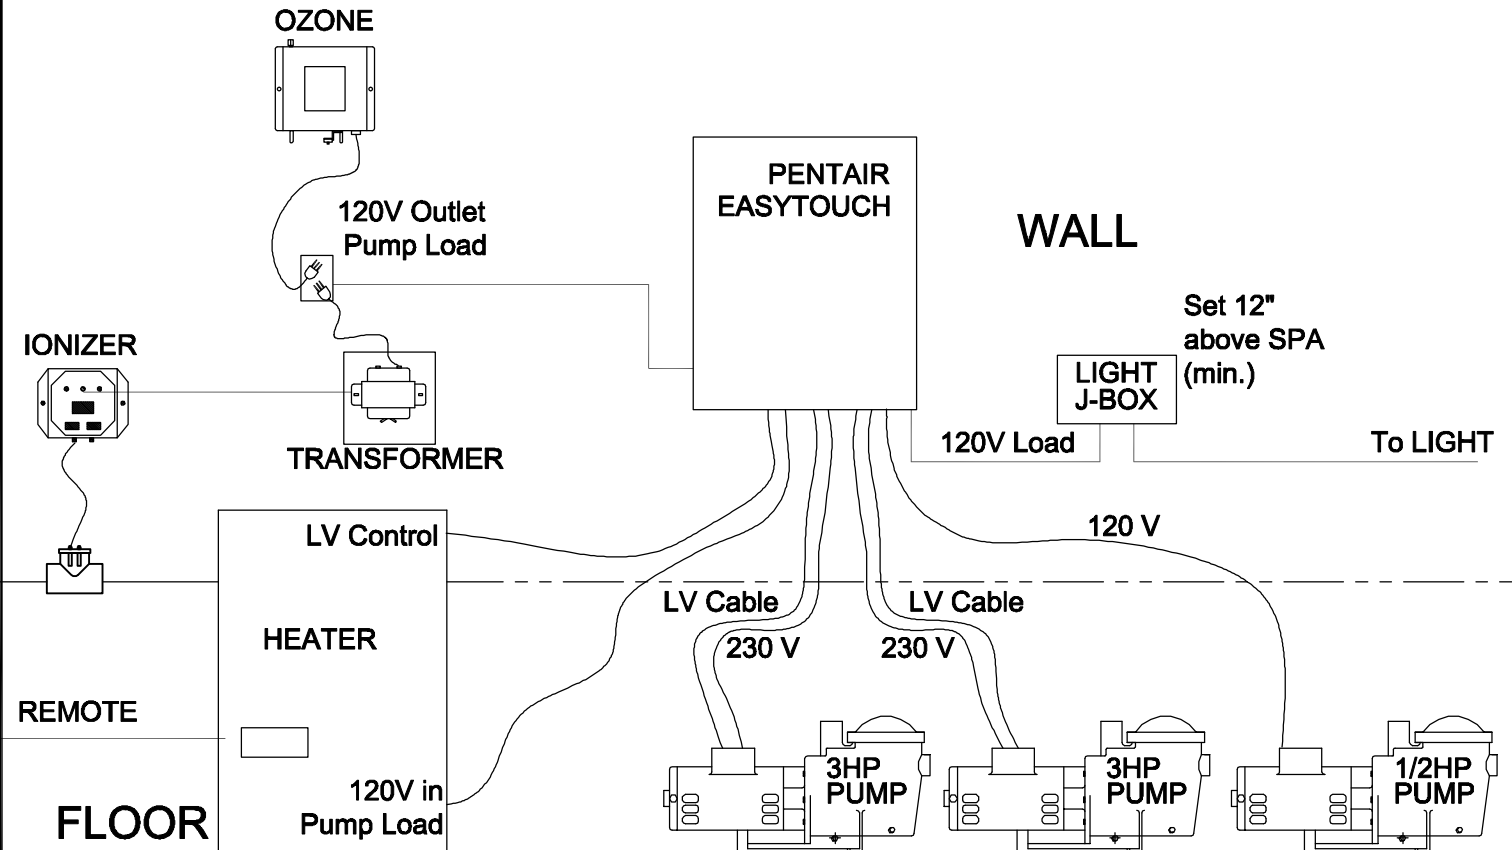 OZONE
120V Outlet
Pump Load
PENTAIR
EASYTOUCH
WALL
Set 12"
above SPA
(min.)
IONIZER
LIGHT
J-BOX
TRANSFORMER
120V Load
To LIGHT
LV Control
120 V
LV Cable
LV Cable
HEATER
230 V
230 V
REMOTE
3HP
PUMP
3HP
PUMP
1/2HP
PUMP
120V in
Pump Load
FLOOR